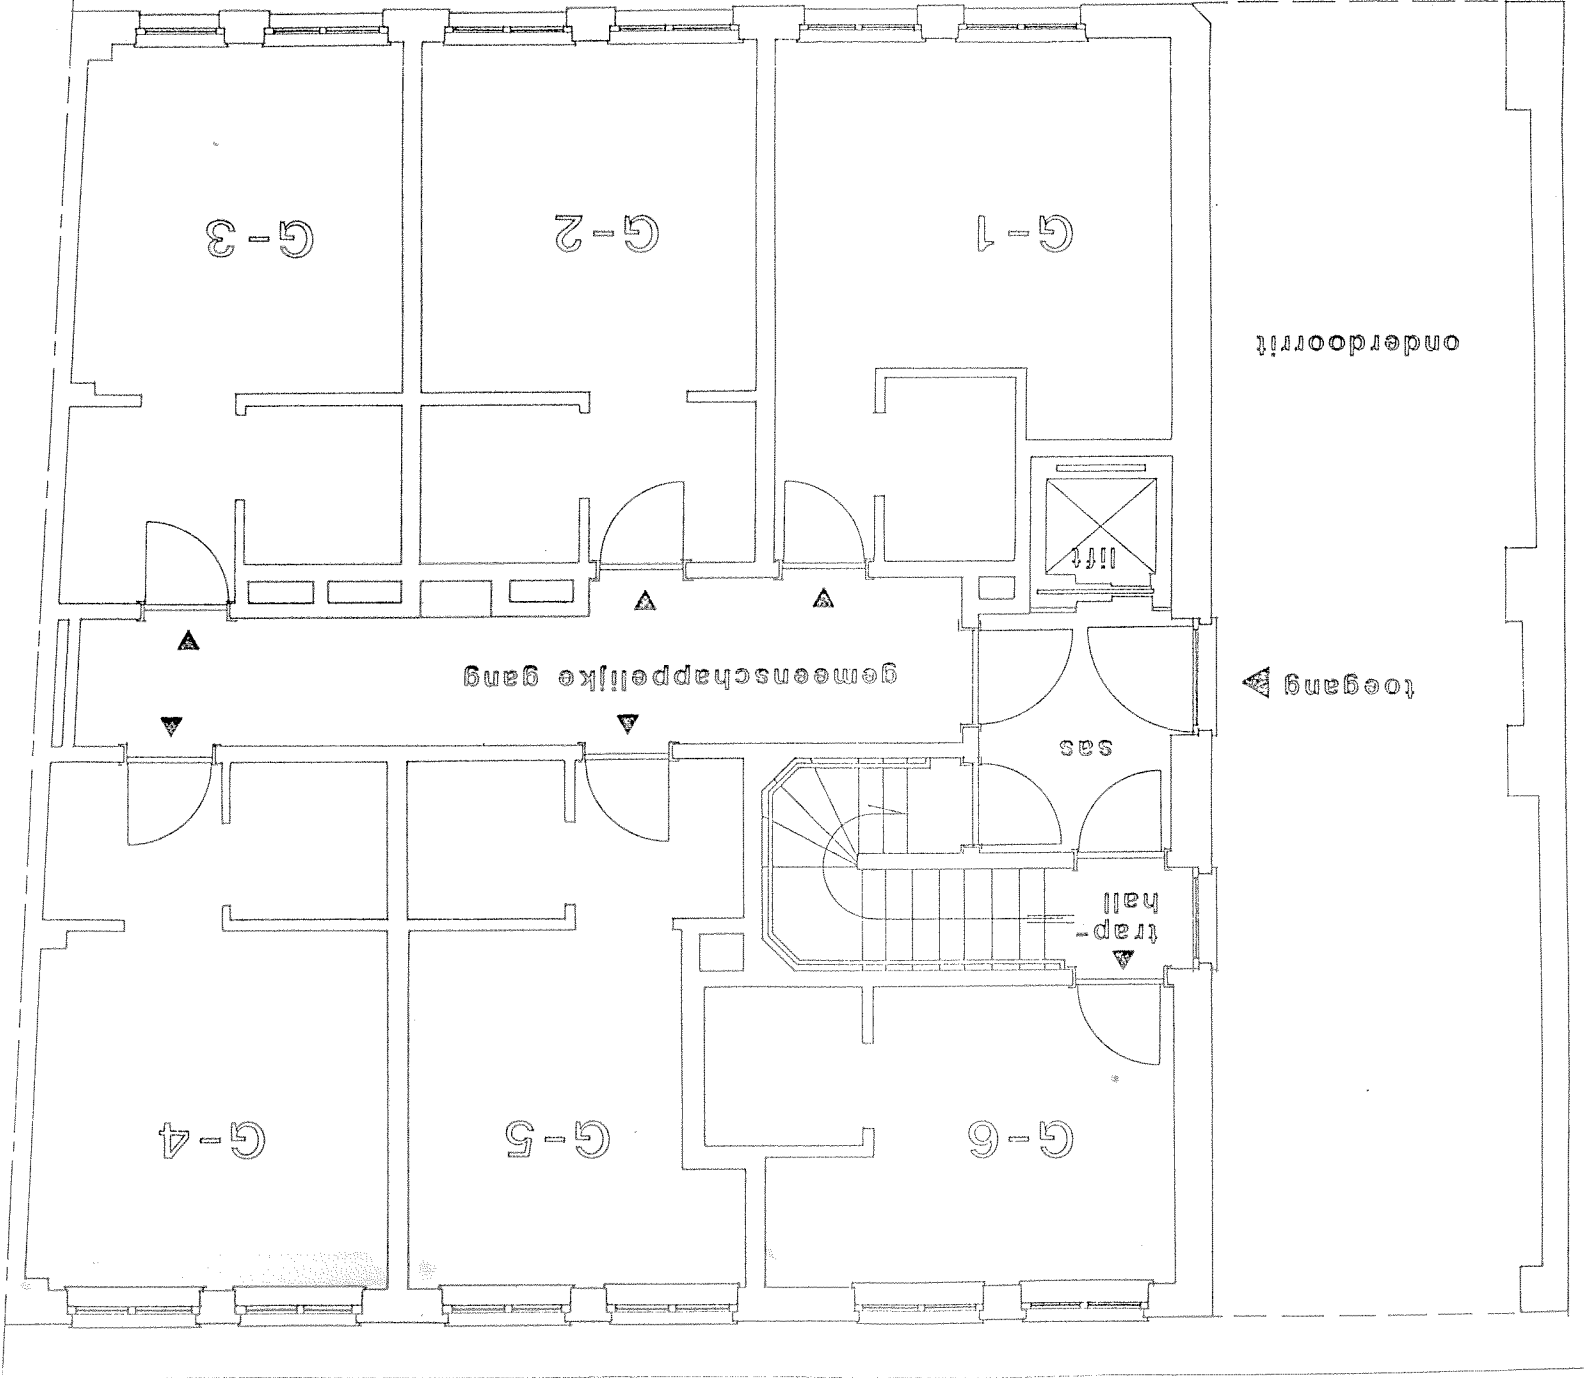 G-6
G-5
G-4
trap-
hall
sas
toegang
gemeenschappelijke gang
lift
onderdoorrit
G-1
G-2
G-3